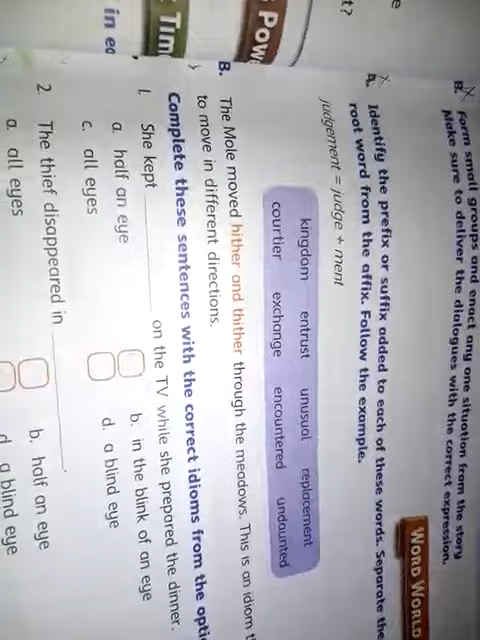 B. Form small groups and enact any one situation from the story
Make sure to deliver the dialogues with the correct expression.
WORD WORLD
A. Identify the prefix or suffix added to each of these words. Separate the
root word from the affix. Follow the example.
judgement = judge + ment
kingdom entrust unusual replacement
courtier exchange encountered undaunted
B. The Mole moved hither and thither through the meadows. This is an idiom
to move in different directions.
Complete these sentences with the correct idioms from the
1. She kept ________ on the TV while she prepared the dinner.
a. half an eye b. in the blink of an eye
c. all eyes d. a blind eye
2. The thief disappeared in ________.
a. all eyes b. half an eye
d a blind eye
t?
e
Pow
Tim
in